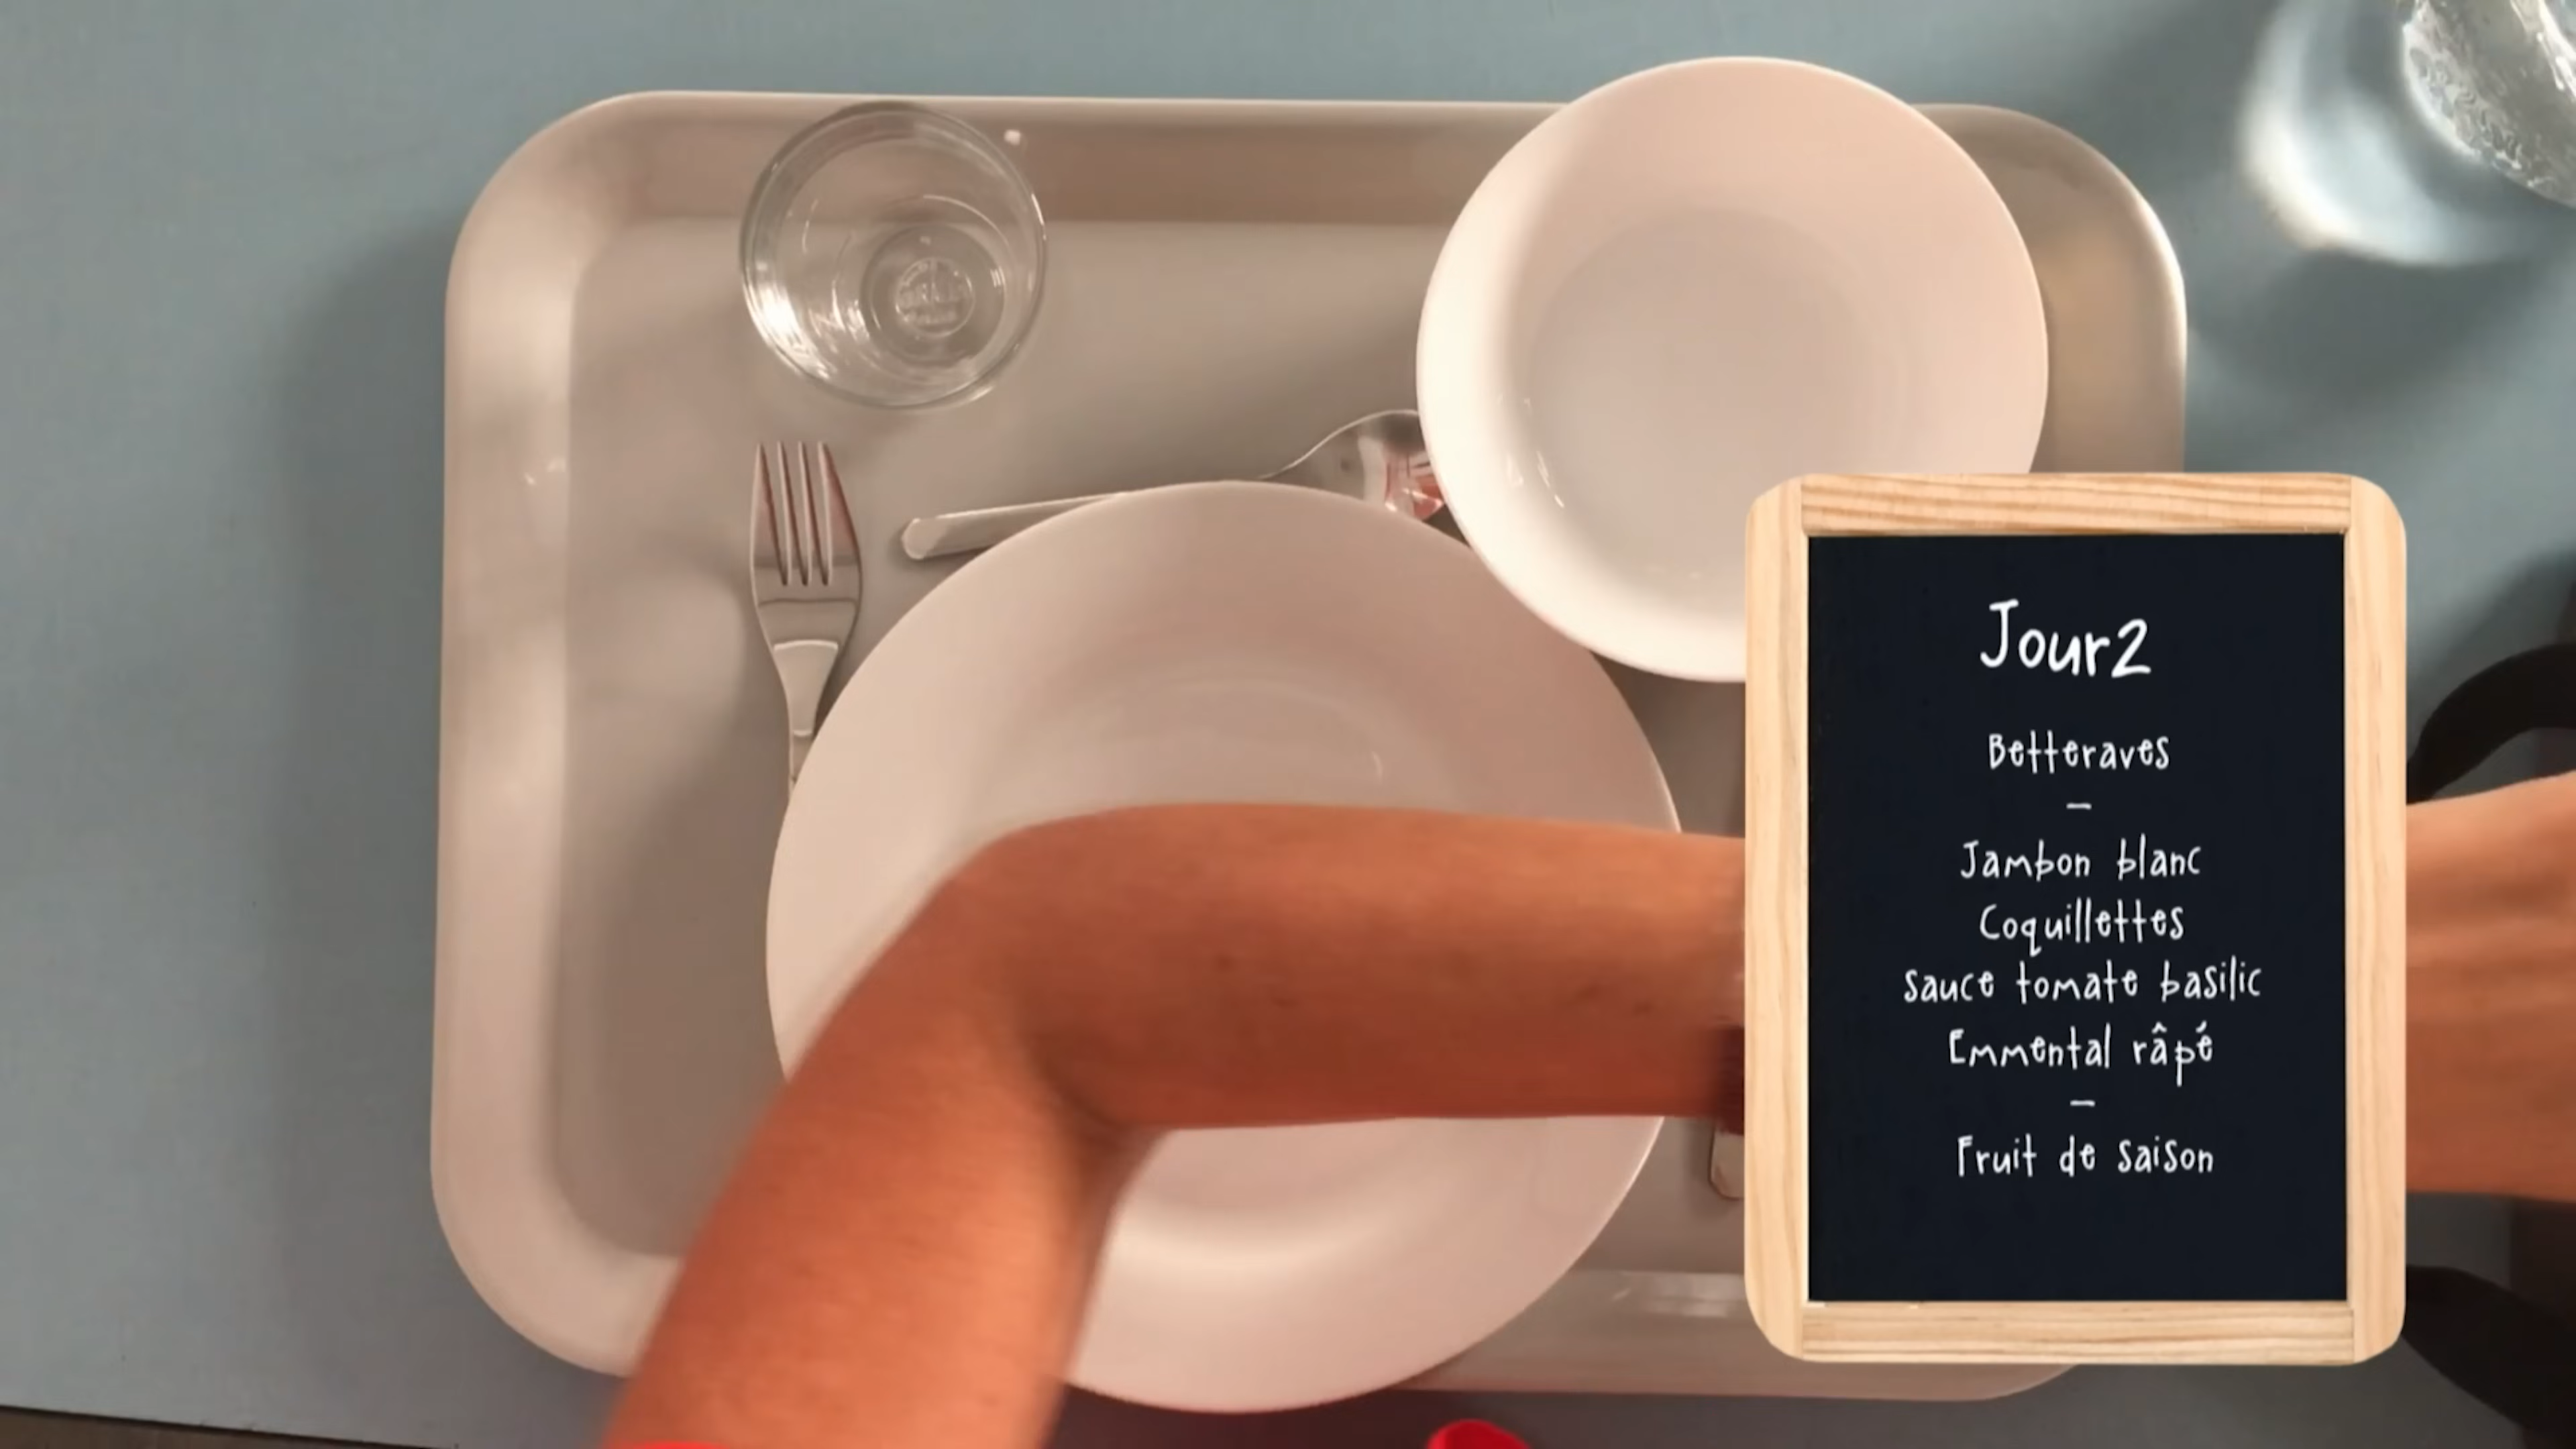 Jour2
Betteraves
–
Jambon blanc
Coquillettes
sauce tomate basilic
Emmental râpé
–
Fruit de saison